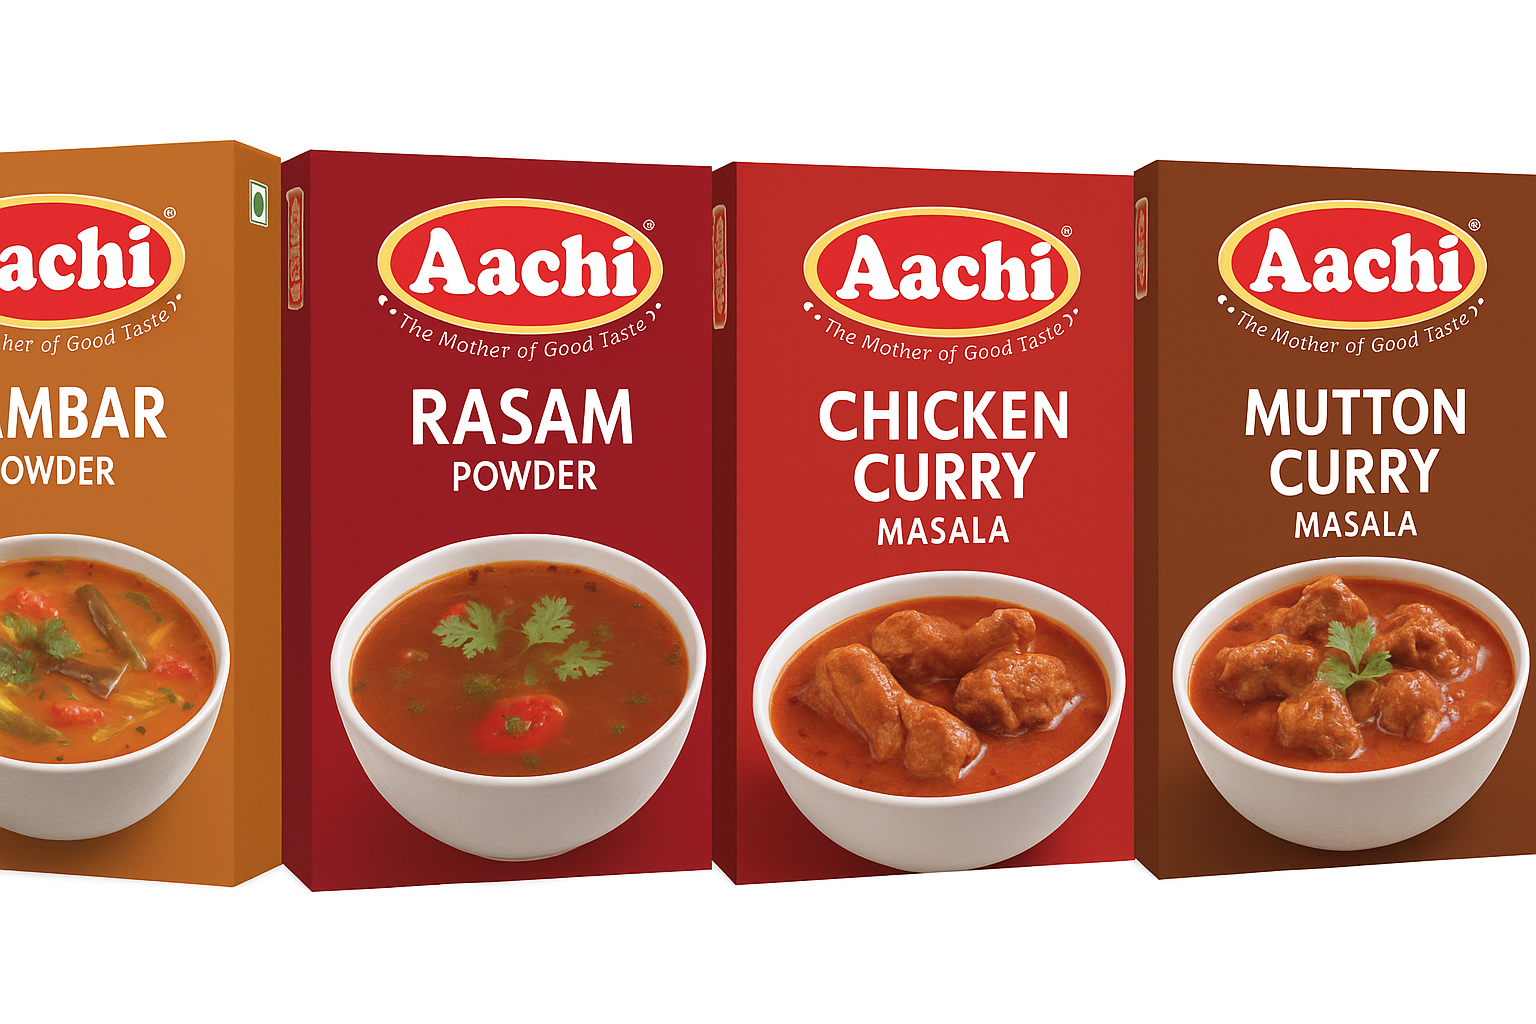 achi®
her of Good Taste
AMBAR
OWDER
Aachi®
The Mother of Good Taste
RASAM
POWDER
Aachi®
The Mother of Good Taste
CHICKEN
CURRY
MASALA
Aachi®
The Mother of Good Taste
MUTTON
CURRY
MASALA